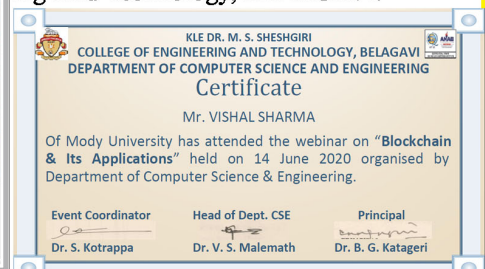 KLE DR. M. S. SHESHGIRI
COLLEGE OF ENGINEERING AND TECHNOLOGY, BELAGAVI
DEPARTMENT OF COMPUTER SCIENCE AND ENGINEERING
Certificate
Mr. VISHAL SHARMA
Of Mody University has attended the webinar on “Blockchain
& Its Applications” held on 14 June 2020 organised by
Department of Computer Science & Engineering.
Event Coordinator Head of Dept. CSE Principal
Dr. S. Kotrappa Dr. V. S. Malemath Dr. B. G. Katageri